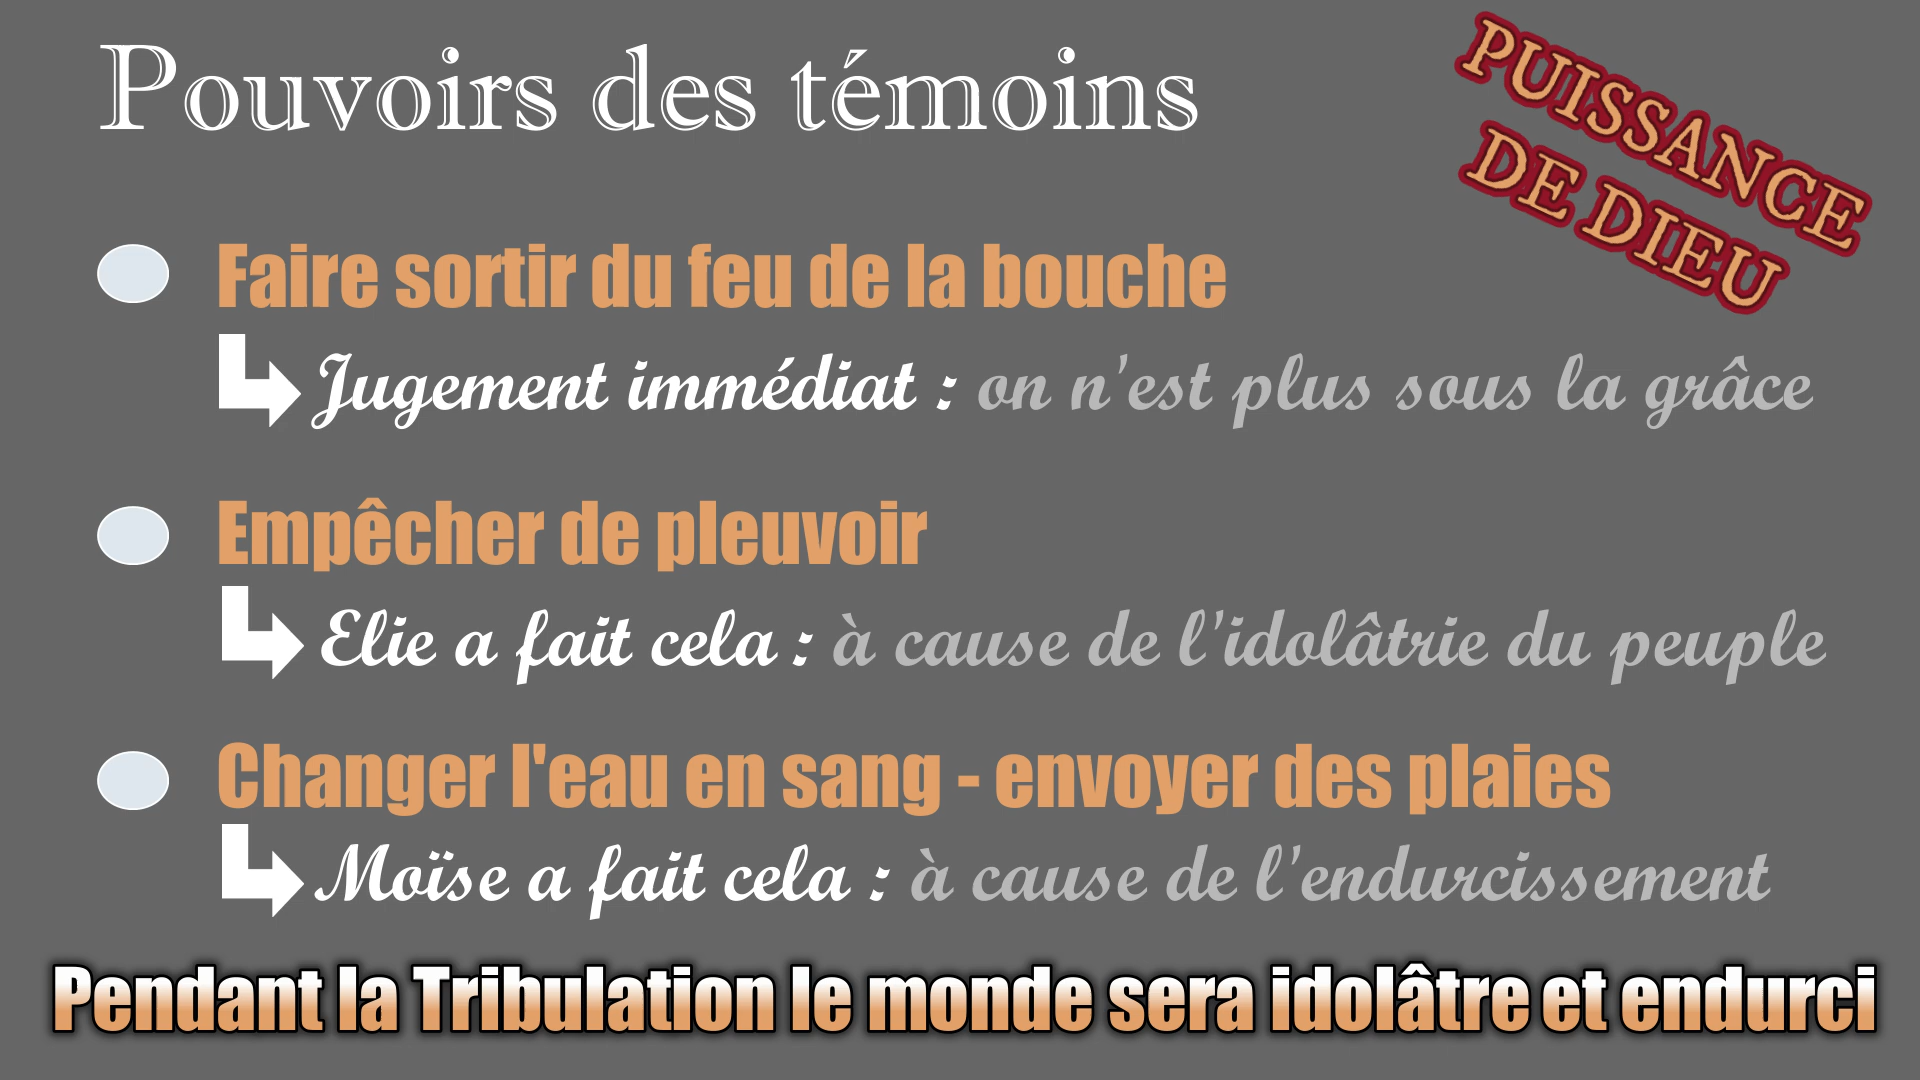 Pouvoirs des témoins
PUISSANCE
DE DIEU
Faire sortir du feu de la bouche
Jugement immédiat : on n'est plus sous la grâce
Empêcher de pleuvoir
Elie a fait cela : à cause de l'idolâtrie du peuple
Changer l'eau en sang - envoyer des plaies
Moïse a fait cela : à cause de l'endurcissement
Pendant la Tribulation le monde sera idolâtre et endurci